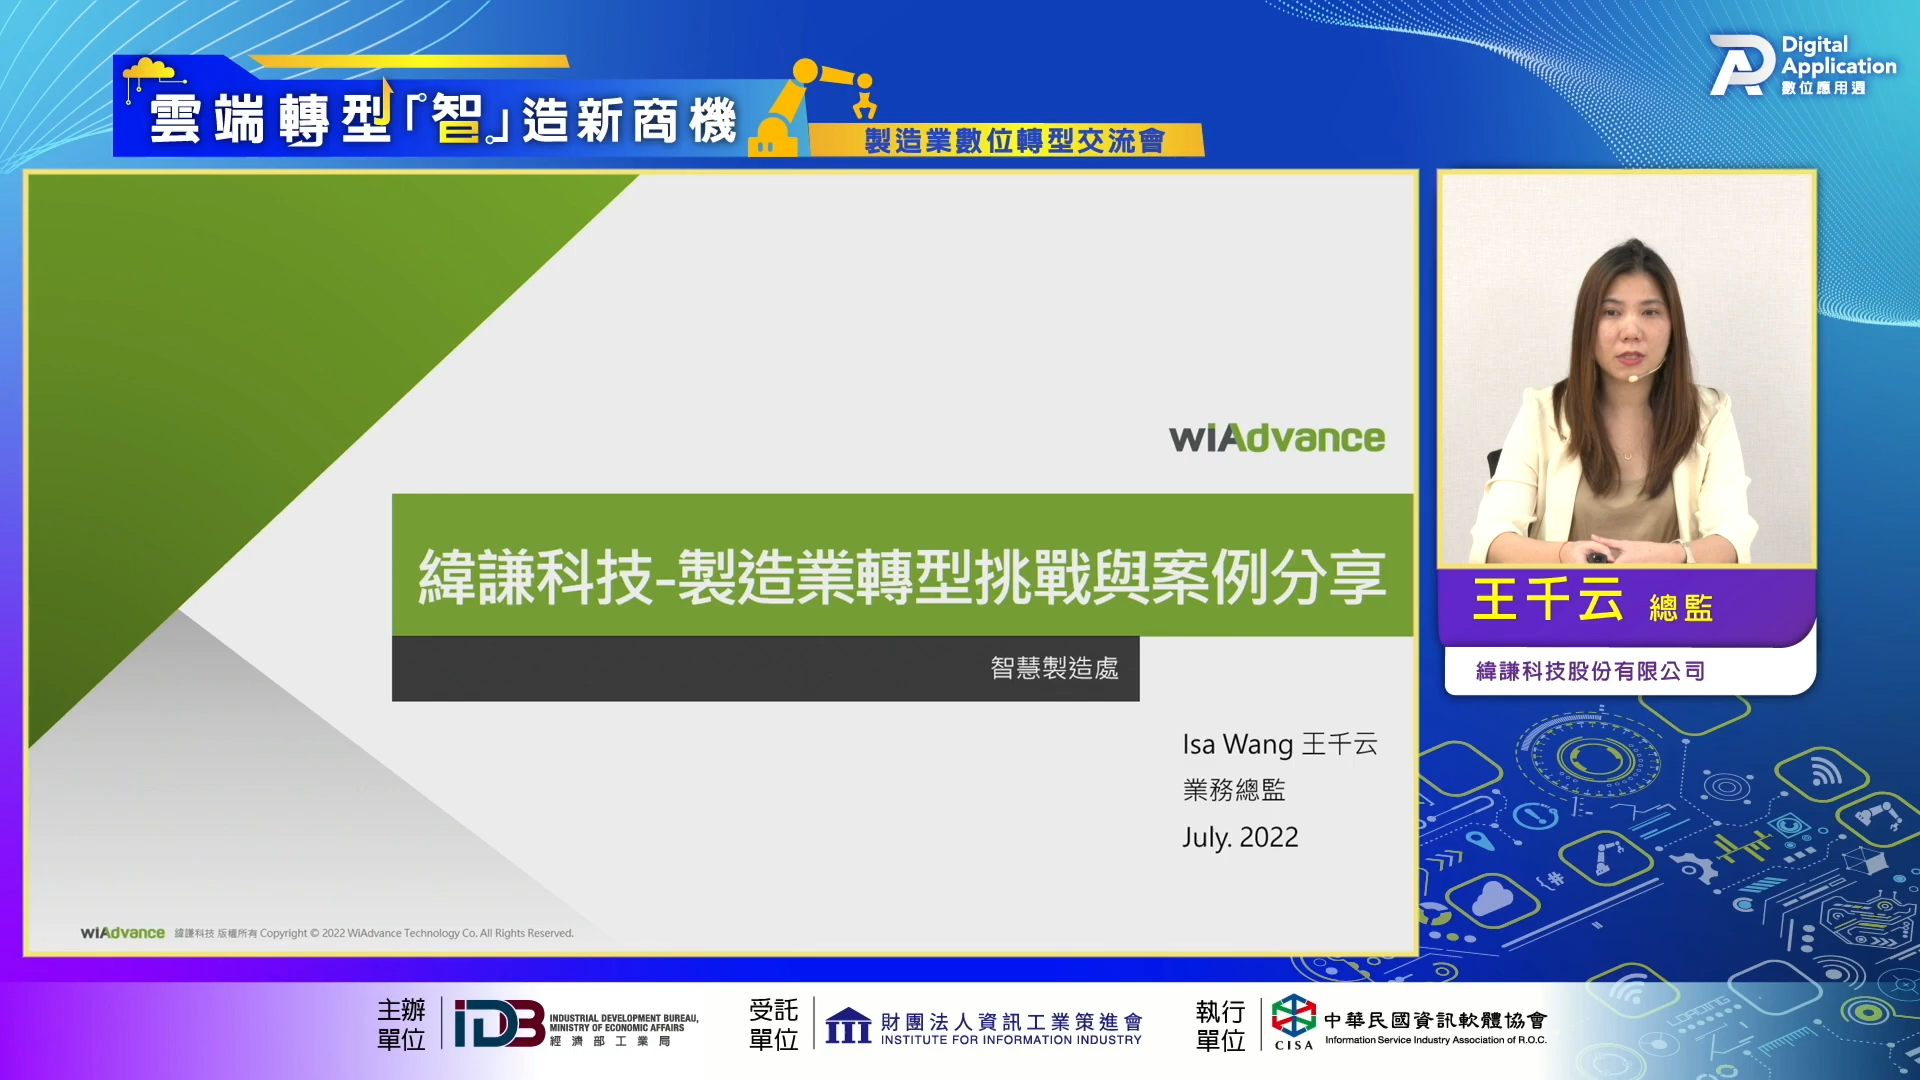 雲端轉型「智」造新商機
製造業數位轉型交流會
Digital
Application
數位應用週
wiAdvance
緯謙科技-製造業轉型挑戰與案例分享
智慧製造處
Isa Wang 王千云
業務總監
July. 2022
wiAdvance 緯謙科技 版權所有 Copyright © 2022 WiAdvance Technology Co. All Rights Reserved.
王千云 總監
緯謙科技股份有限公司
主辦
單位
IDB
INDUSTRIAL DEVELOPMENT BUREAU,
MINISTRY OF ECONOMIC AFFAIRS
經濟部工業局
受託
單位
財團法人資訊工業策進會
INSTITUTE FOR INFORMATION INDUSTRY
執行
單位
CISA
中華民國資訊軟體協會
Information Service Industry Association of R.O.C.